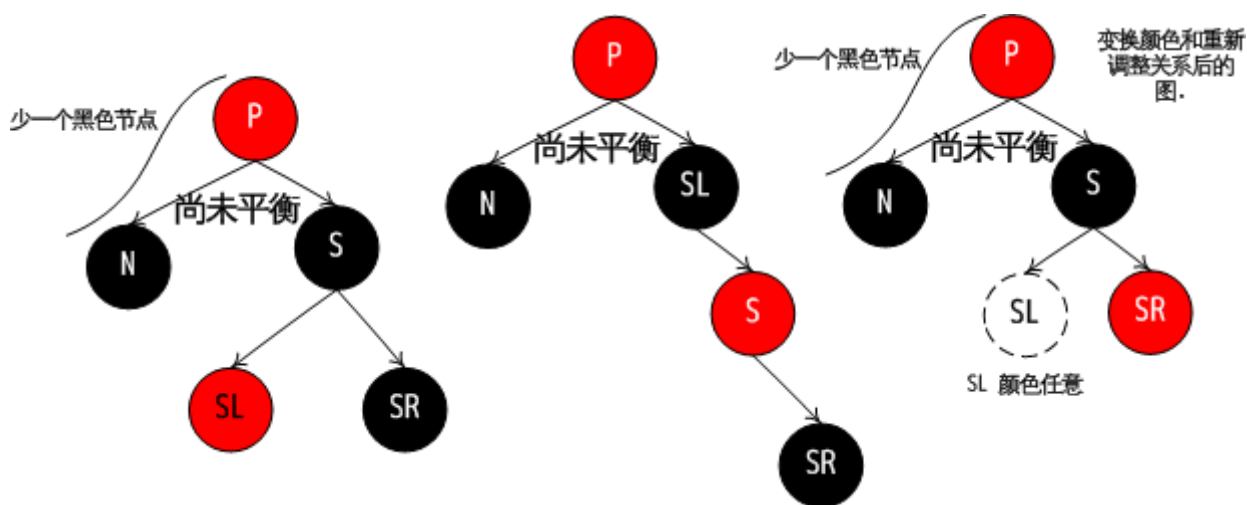 少一个黑色节点
P
尚未平衡
N
S
SL
SR
P
尚未平衡
N
SL
S
SR
少一个黑色节点
P
变换颜色和重新
调整关系后的
图.
尚未平衡
N
S
SL
SR
SL 颜色任意